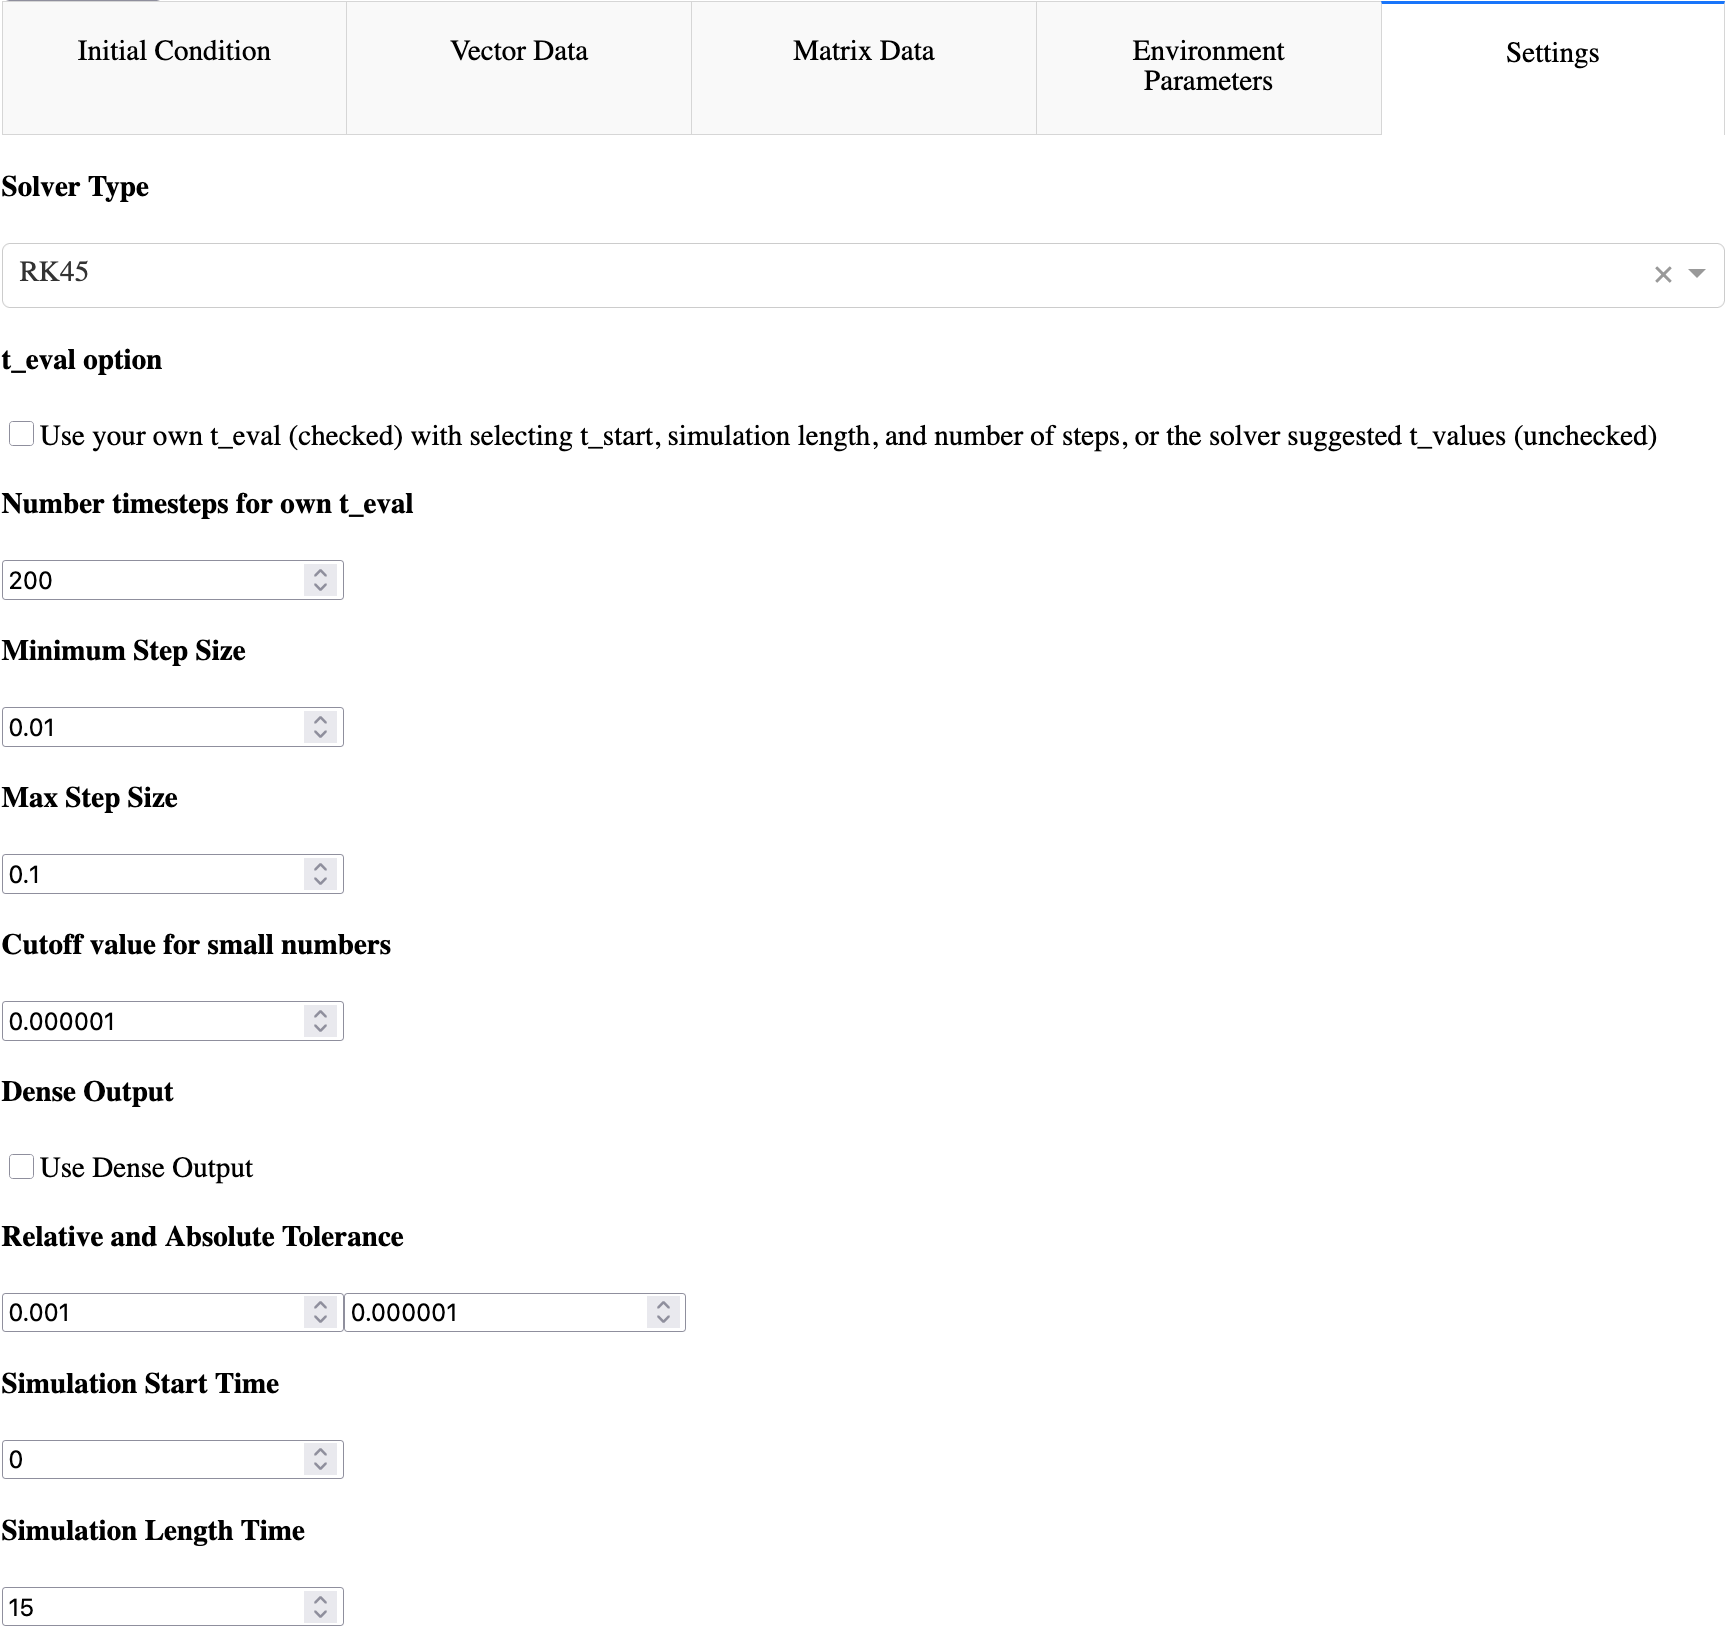 Initial Condition
Vector Data
Matrix Data
Environment
Parameters
Settings
Solver Type
RK45
t_eval option
Use your own t_eval (checked) with selecting t_start, simulation length, and number of steps, or the solver suggested t_values (unchecked)
Number timesteps for own t_eval
200
Minimum Step Size
0.01
Max Step Size
0.1
Cutoff value for small numbers
0.000001
Dense Output
Use Dense Output
Relative and Absolute Tolerance
0.001 0.000001
Simulation Start Time
0
Simulation Length Time
15